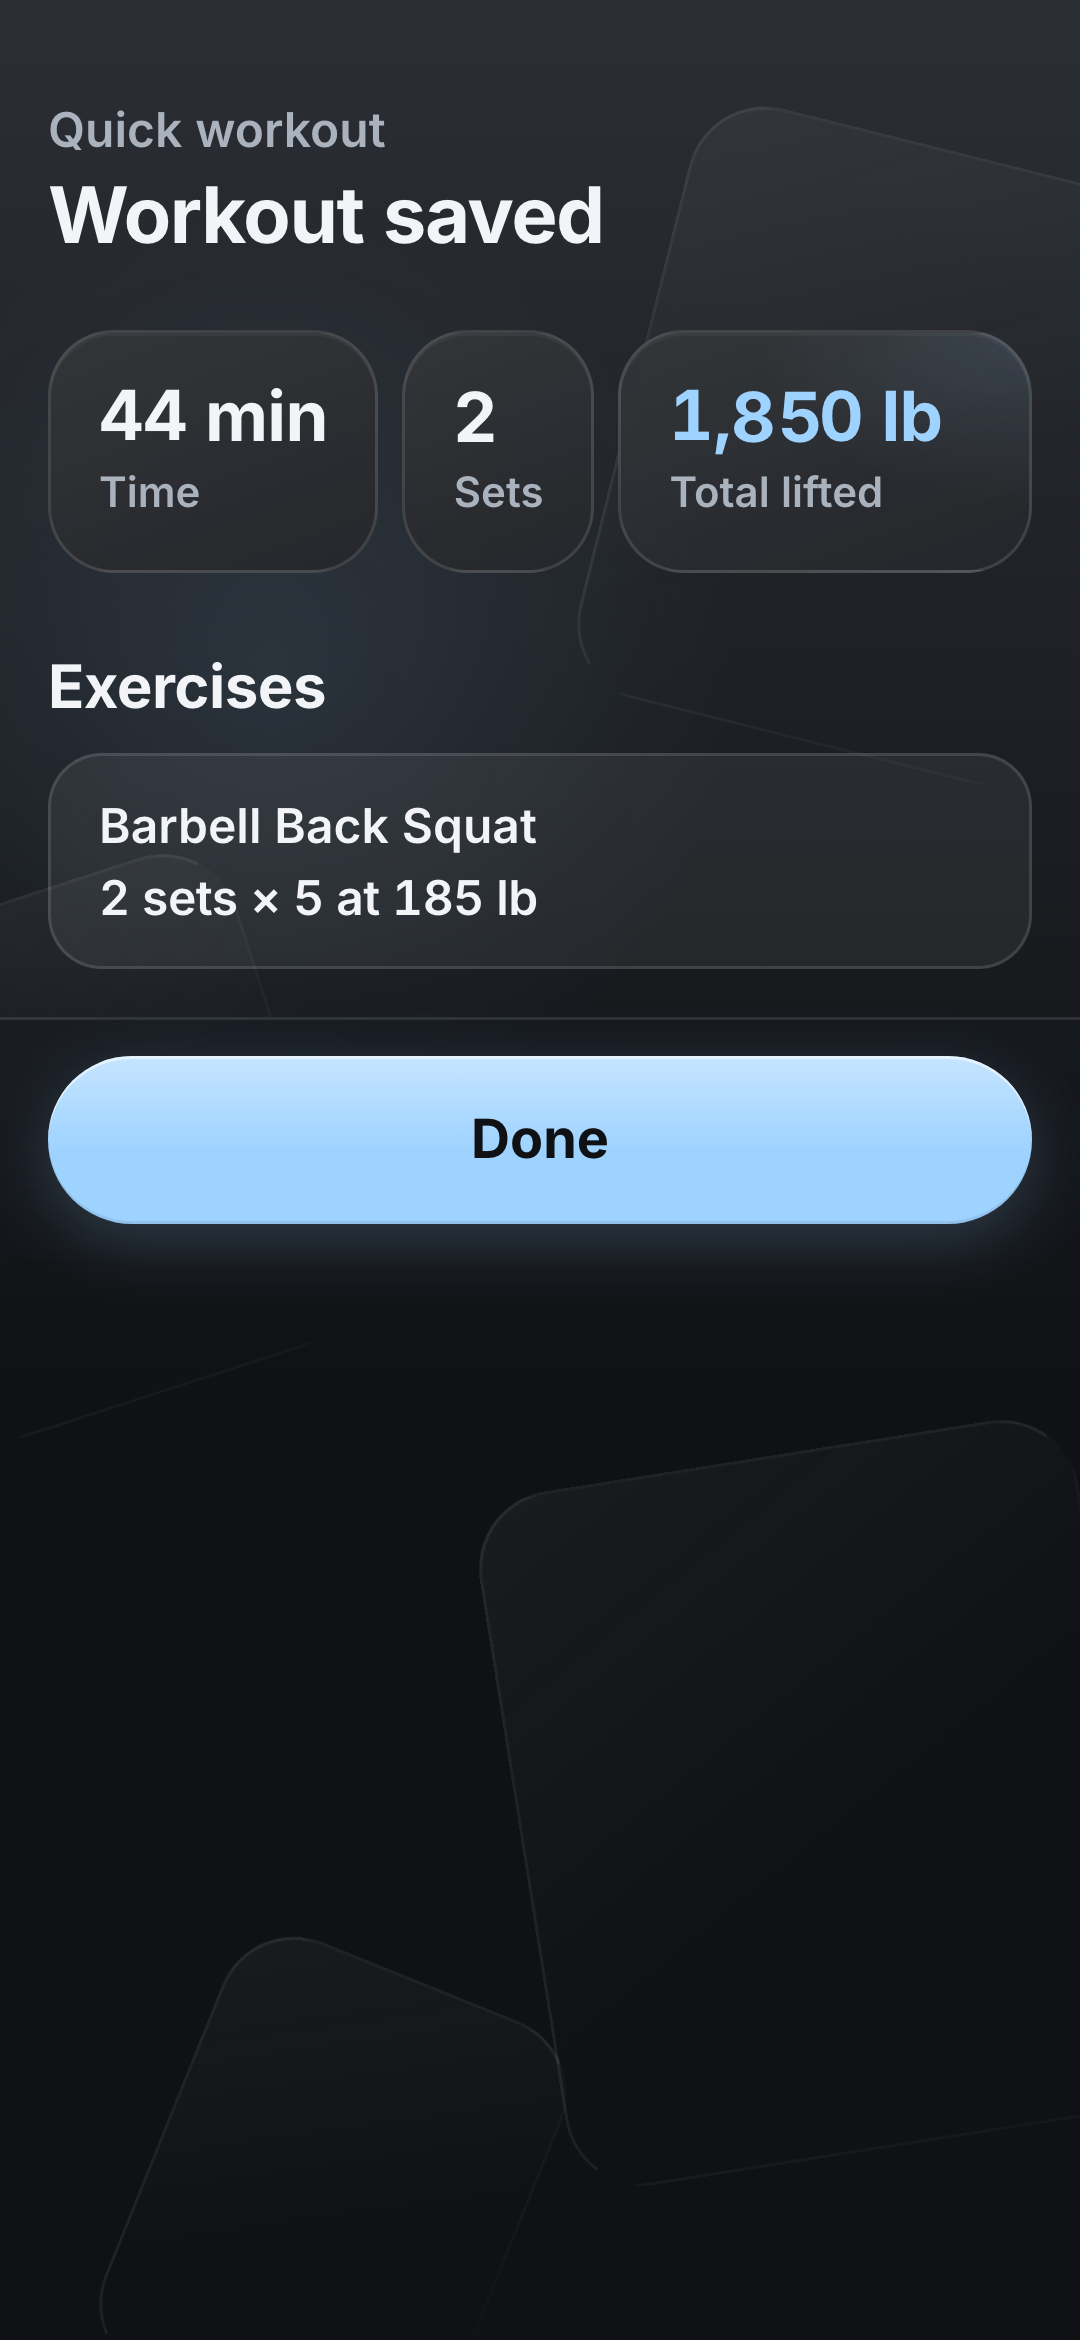 Quick workout
Workout saved
44 min
Time
2
Sets
1,850 lb
Total lifted
Exercises
Barbell Back Squat
2 sets × 5 at 185 lb
Done